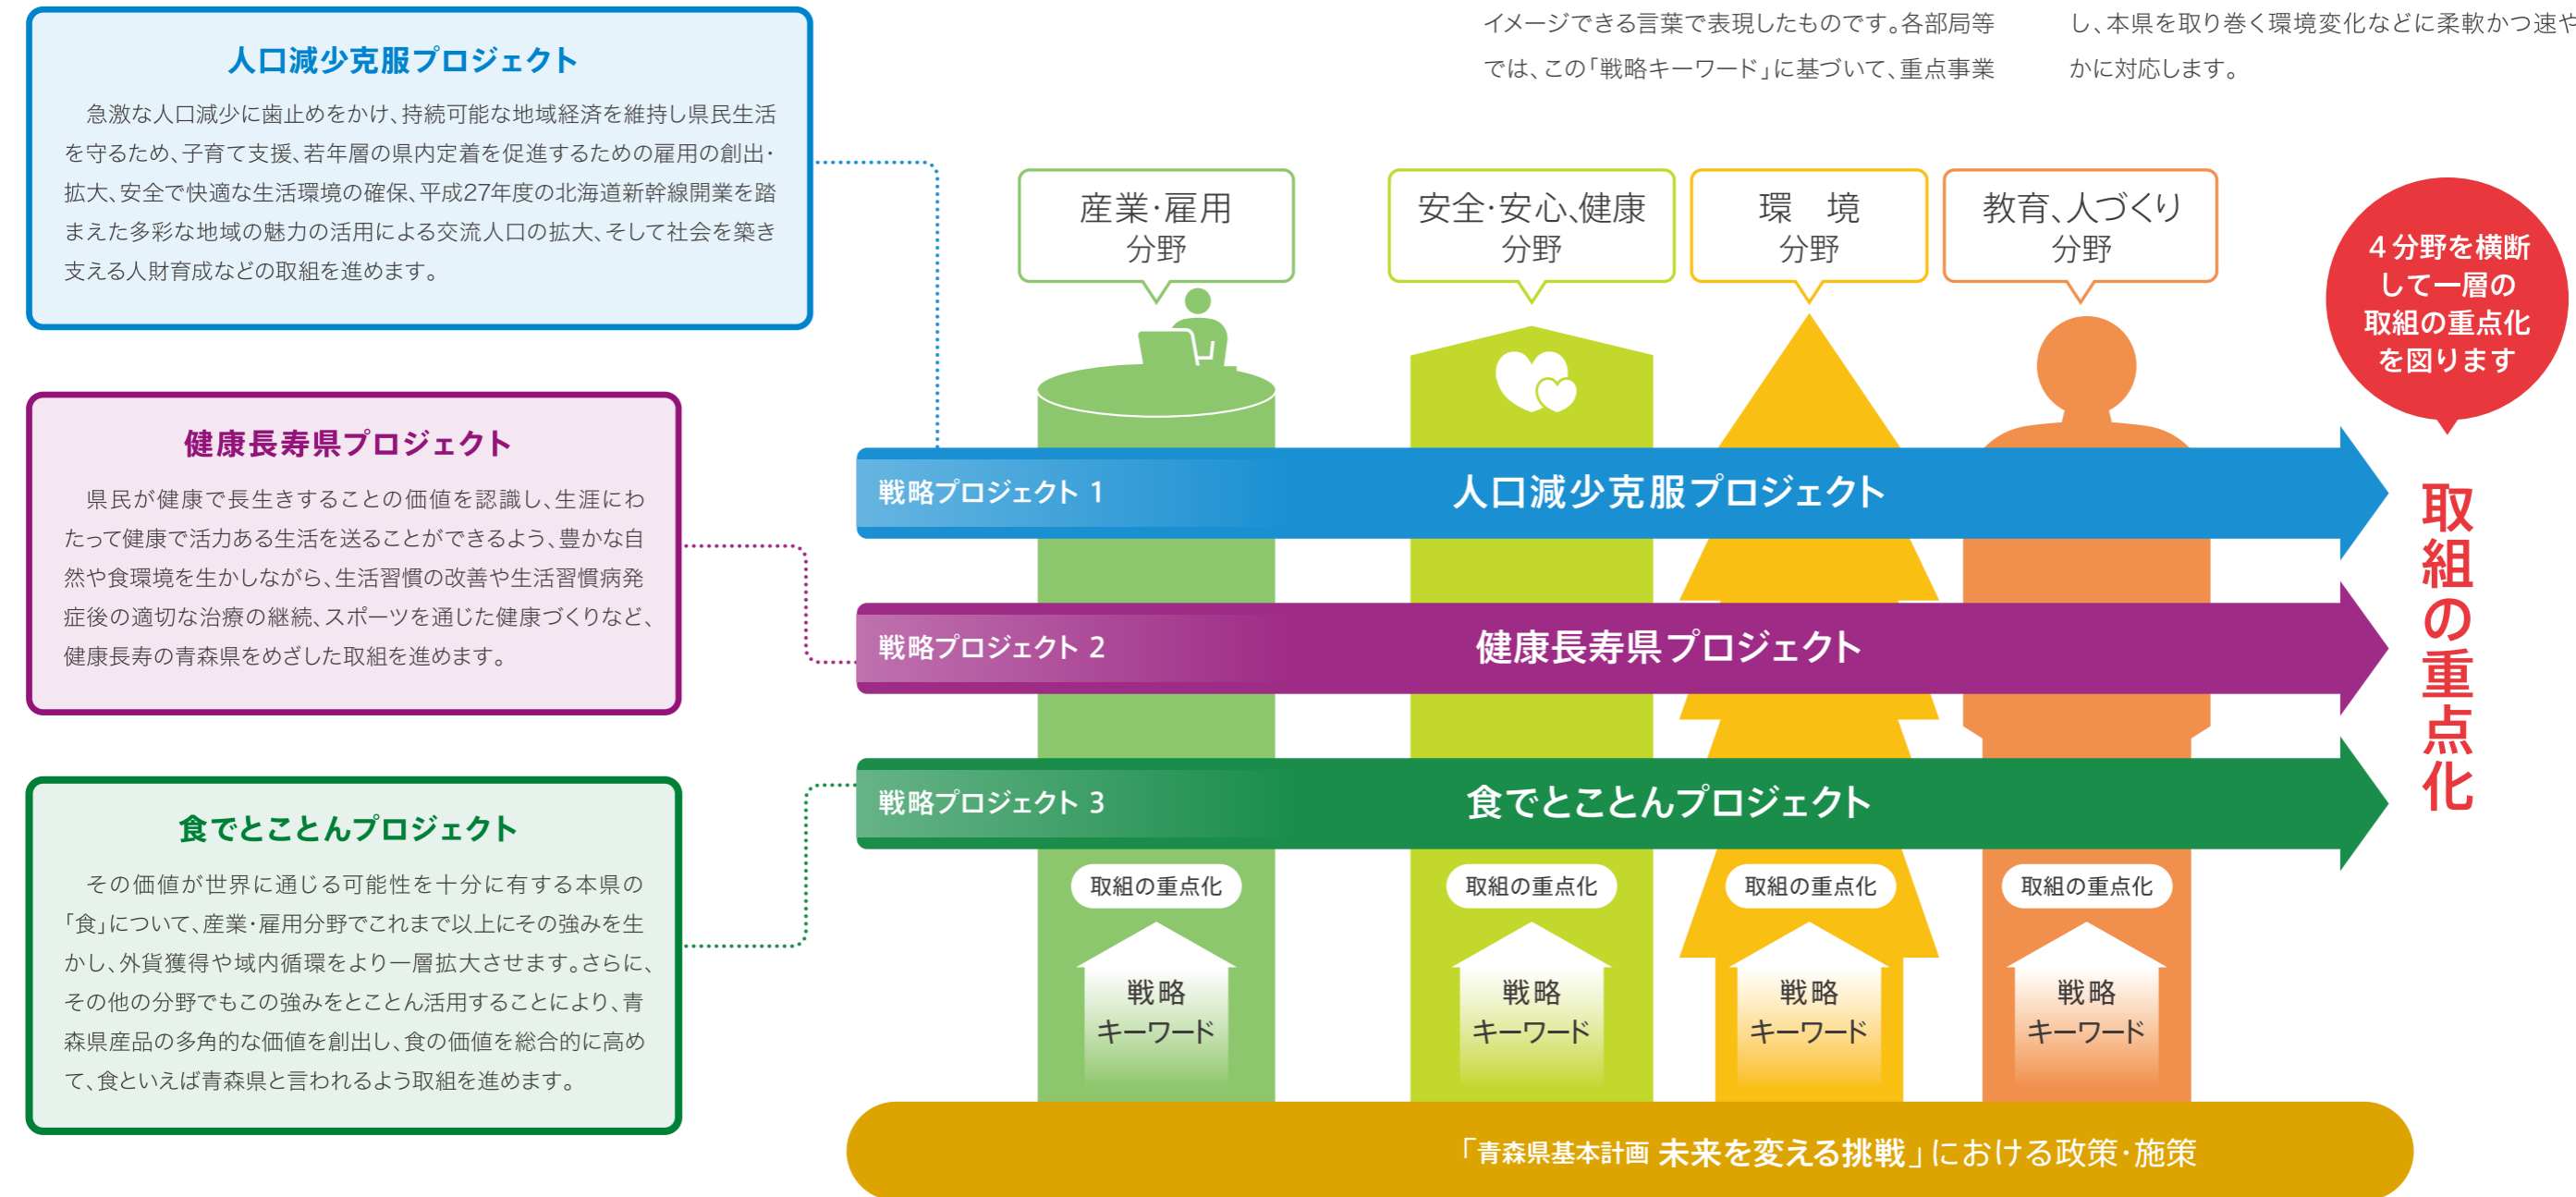 イメージできる言葉で表現したものです。各部局等
では、この「戦略キーワード」に基づいて、重点事業
し、本県を取り巻く環境変化などに柔軟かつ速や
かに対応します。
人口減少克服プロジェクト
急激な人口減少に歯止めをかけ、持続可能な地域経済を維持し県民生活
を守るため、子育て支援、若年層の県内定着を促進するための雇用の創出・
拡大、安全で快適な生活環境の確保、平成27年度の北海道新幹線開業を踏
まえた多彩な地域の魅力の活用による交流人口の拡大、そして社会を築き
支える人財育成などの取組を進めます。
健康長寿県プロジェクト
県民が健康で長生きすることの価値を認識し、生涯にわ
たって健康で活力ある生活を送ることができるよう、豊かな自
然や食環境を生かしながら、生活習慣の改善や生活習慣病発
症後の適切な治療の継続、スポーツを通じた健康づくりなど、
健康長寿の青森県をめざした取組を進めます。
食でとことんプロジェクト
その価値が世界に通じる可能性を十分に有する本県の
「食」について、産業・雇用分野でこれまで以上にその強みを生
かし、外貨獲得や域内循環をより一層拡大させます。さらに、
その他の分野でもこの強みをとことん活用することにより、青
森県産品の多角的な価値を創出し、食の価値を総合的に高め
て、食といえば青森県と言われるよう取組を進めます。
産業・雇用
分野
安全・安心、健康
分野
環　境
分野
教育、人づくり
分野
4分野を横断
して一層の
取組の重点化
を図ります
戦略プロジェクト 1
人口減少克服プロジェクト
戦略プロジェクト 2
健康長寿県プロジェクト
戦略プロジェクト 3
食でとことんプロジェクト
取組の重点化
取組の重点化
取組の重点化
取組の重点化
取組の重点化
戦略
キーワード
戦略
キーワード
戦略
キーワード
戦略
キーワード
「青森県基本計画 未来を変える挑戦」における政策・施策